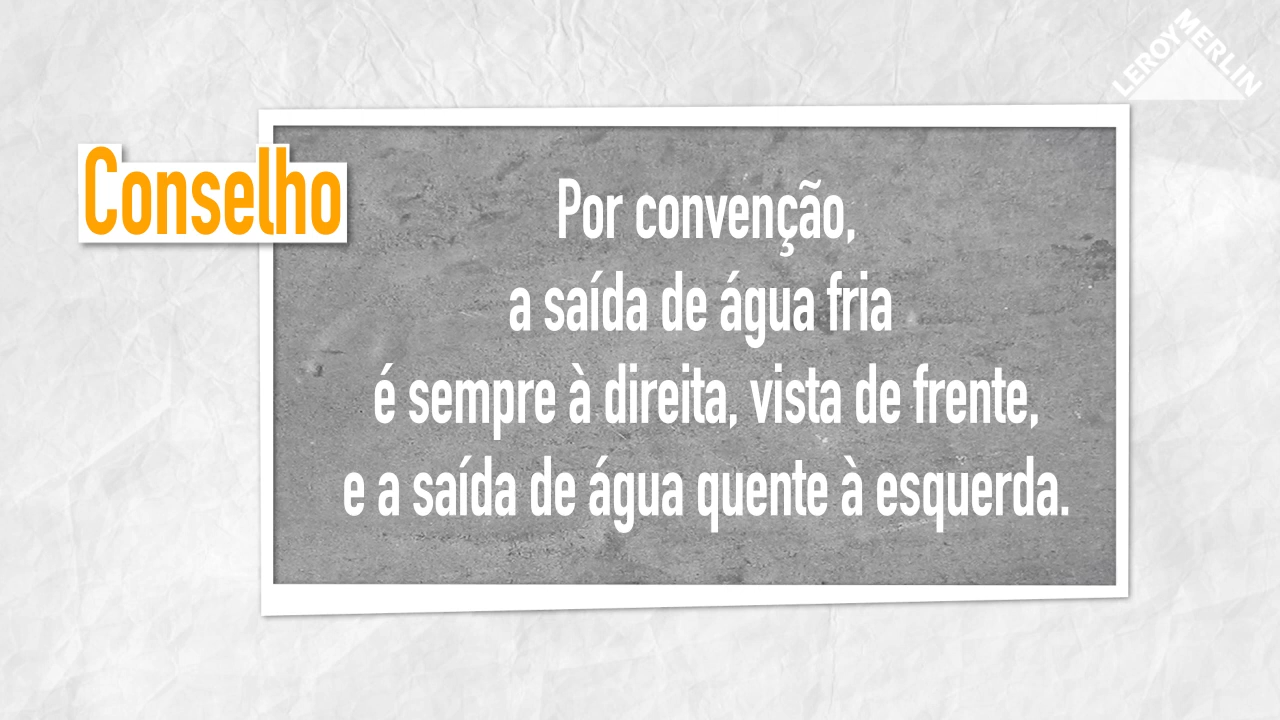 LEROY MERLIN
Conselho
Por convenção,
a saída de água fria
é sempre à direita, vista de frente,
e a saída de água quente à esquerda.